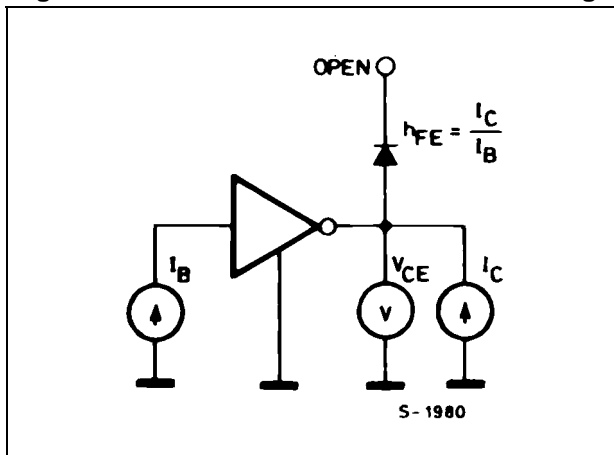 OPEN
hFE = IC
IB
IB
VCE
IC
V
S-1980